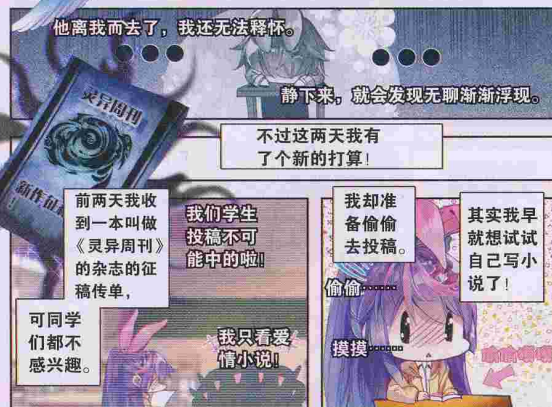 他离我而去了，我还无法释怀。
静下来，就会发现无聊渐渐浮现。
灵异周刊
新作征稿
！
不过这两天我有
了个新的打算！
前两天我收
到一本叫做
《灵异周刊》
的杂志的征
稿传单，
可同学
们都不
感兴趣。
我们学生
投稿不可
能中的啦！
我只看爱
情小说！
其实我早
就想试试
自己写小
说了！
我却准
备偷偷
去投稿。
偷偷……
摸摸……